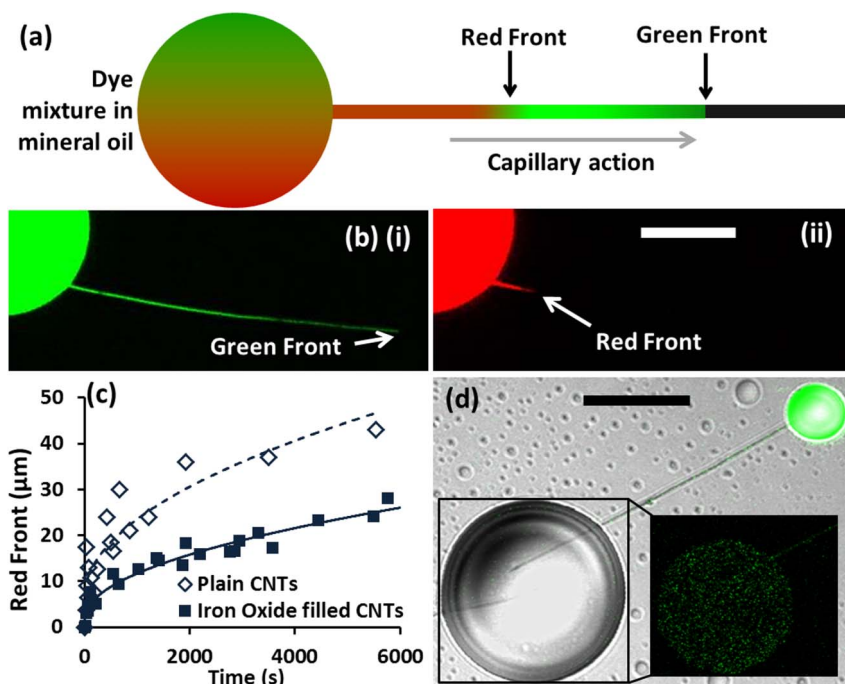 (a)
Red Front
Green Front
Dye
mixture in
mineral oil
Capillary action
(b) (i)
Green Front
(ii)
Red Front
(c)
50
40
30
20
10
0
Red Front (µm)
Plain CNTs
Iron Oxide filled CNTs
0
2000
4000
6000
Time (s)
(d)